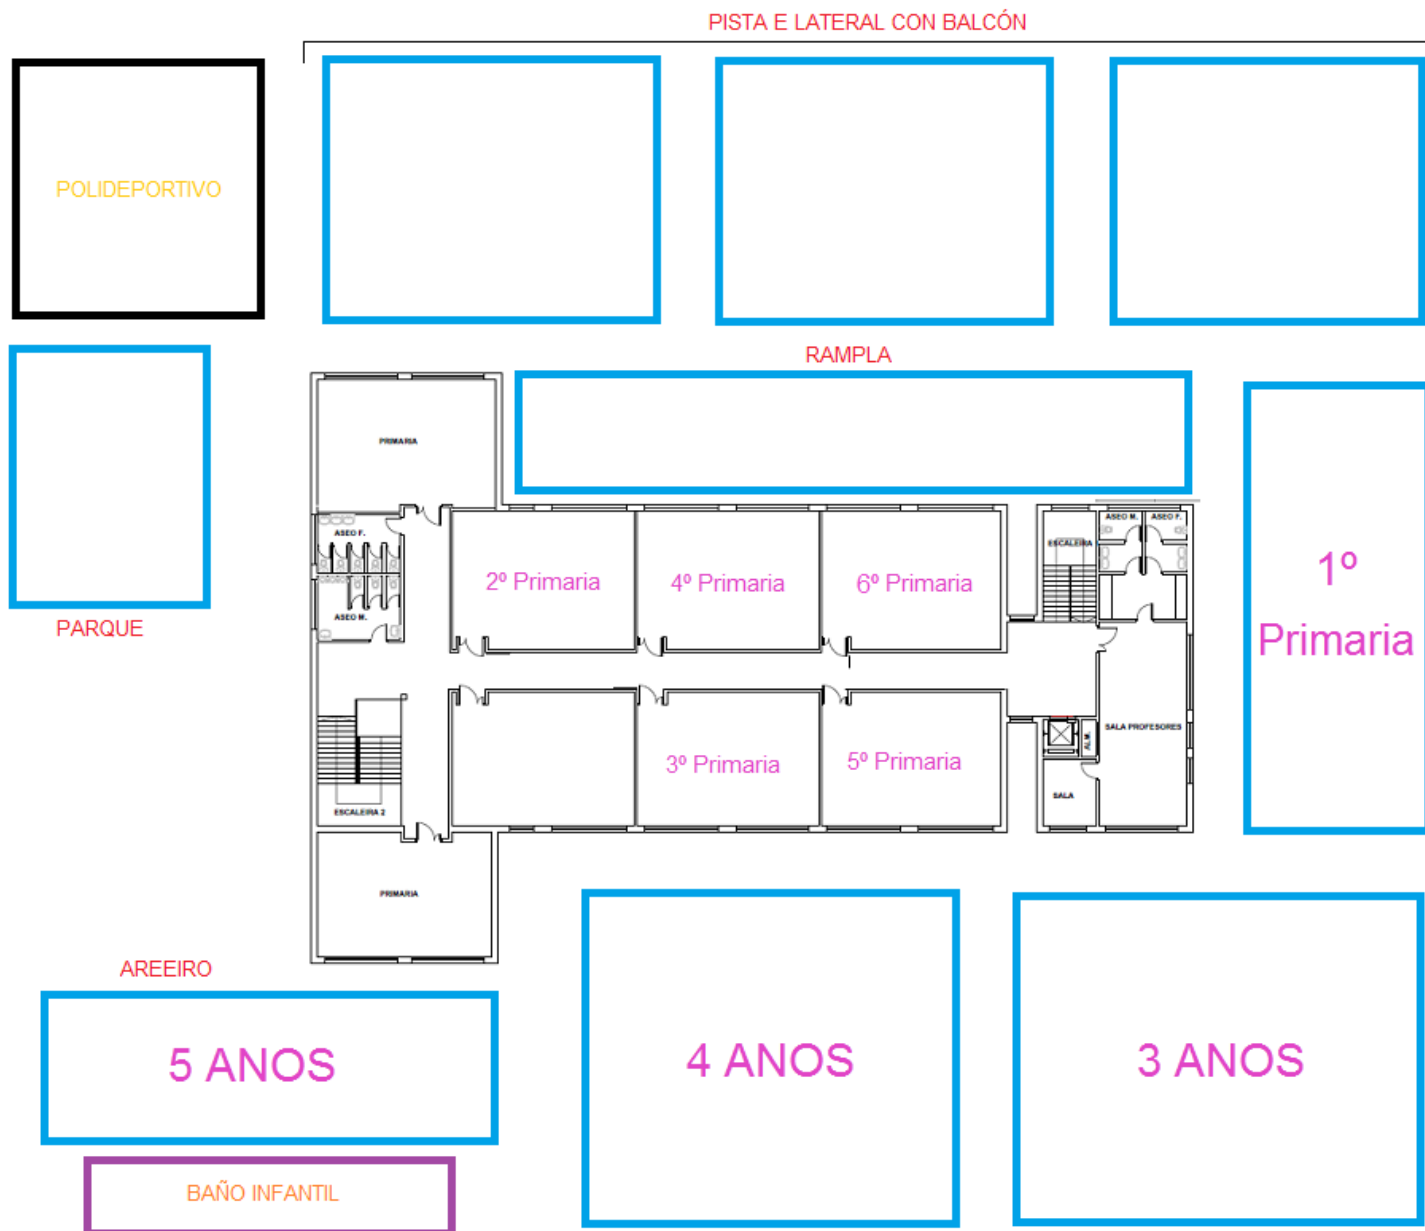 PISTA E LATERAL CON BALCÓN
POLIDEPORTIVO
RAMPLA
PRIMARIA
ASEO F.
ASEO M.
PARQUE
2º Primaria
4º Primaria
6º Primaria
ESCALEIRA
ASEO M.
ASEO F.
1º
Primaria
3º Primaria
5º Primaria
SALA PROFESORES
ALM.
SALA
ESCALEIRA 2
PRIMARIA
AREEIRO
5 ANOS
4 ANOS
3 ANOS
BAÑO INFANTIL